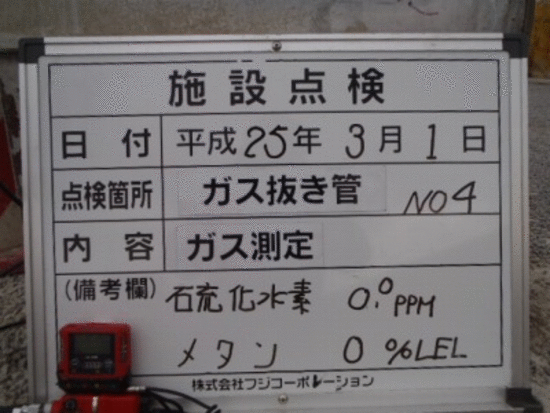 施設点検
日付 平成25年3月1日
点検箇所 ガス抜き管 NO4
内容 ガス測定
(備考欄) 石流化水素 0.0PPM
メタン 0%LEL
株式会社フジコーポレーション